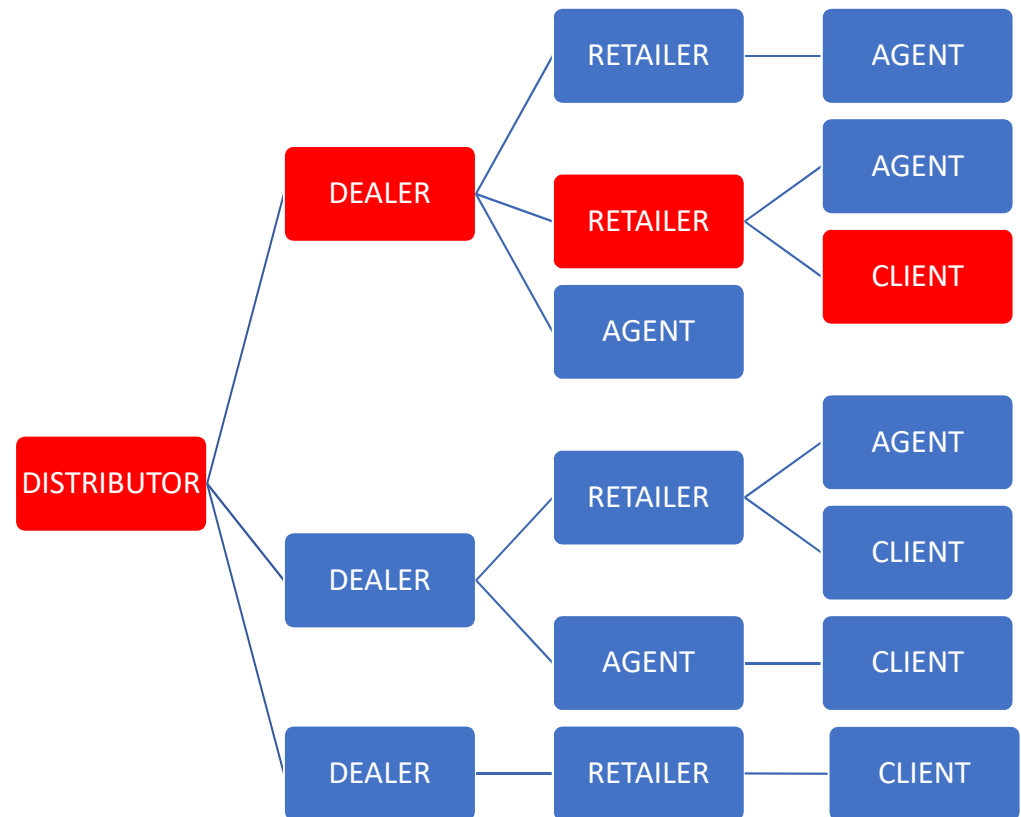 RETAILER
AGENT
AGENT
DEALER
RETAILER
CLIENT
AGENT
AGENT
DISTRIBUTOR
RETAILER
CLIENT
DEALER
AGENT
CLIENT
DEALER
RETAILER
CLIENT